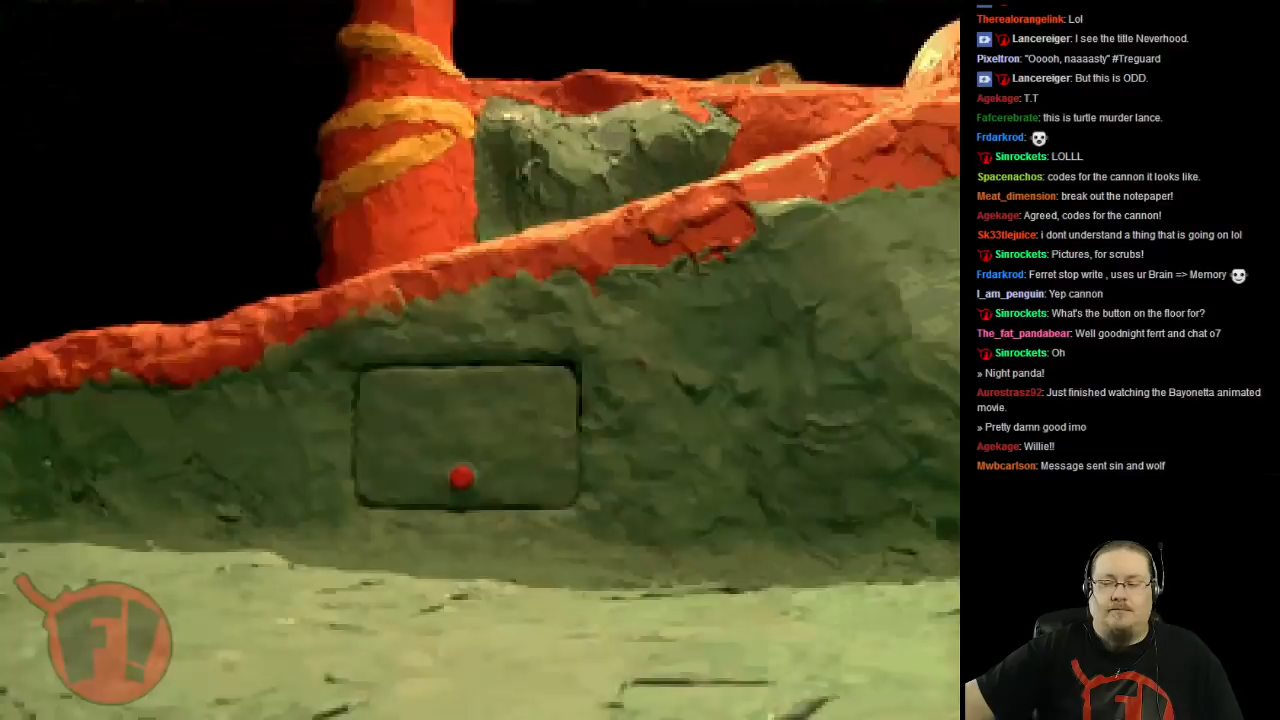 Therealorangelink: Lol
Lancereiger: I see the title Neverhood.
Pixeltron: "Ooooh, naaaasty" #Treguard
Lancereiger: But this is ODD.
Agekage: T.T
Fafcerebrate: this is turtle murder lance.
Frdarkrod:
Sinrockets: LOLLL
Spacenachos: codes for the cannon it looks like.
Meat_dimension: break out the notepaper!
Agekage: Agreed, codes for the cannon!
Sk33tlejuice: i dont understand a thing that is going on lol
Sinrockets: Pictures, for scrubs!
Frdarkrod: Ferret stop write , uses ur Brain => Memory
I_am_penguin: Yep cannon
Sinrockets: What's the button on the floor for?
The_fat_pandabear: Well goodnight ferrt and chat o7
Sinrockets: Oh
» Night panda!
Aurostrasz92: Just finished watching the Bayonetta animated
movie.
» Pretty damn good imo
Agekage: Willie!!
Mwbcarlson: Message sent sin and wolf